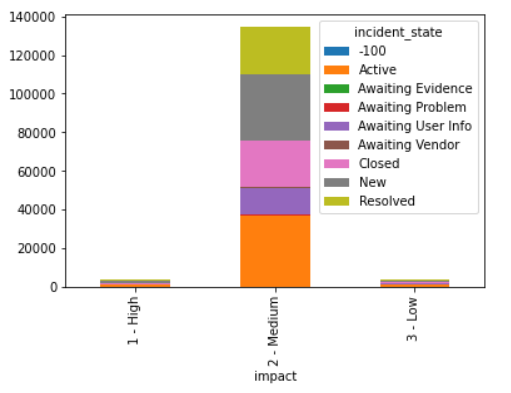 140000
120000
100000
80000
60000
40000
20000
0
incident_state
-100
Active
Awaiting Evidence
Awaiting Problem
Awaiting User Info
Awaiting Vendor
Closed
New
Resolved
1 - High
2 - Medium
3 - Low
impact